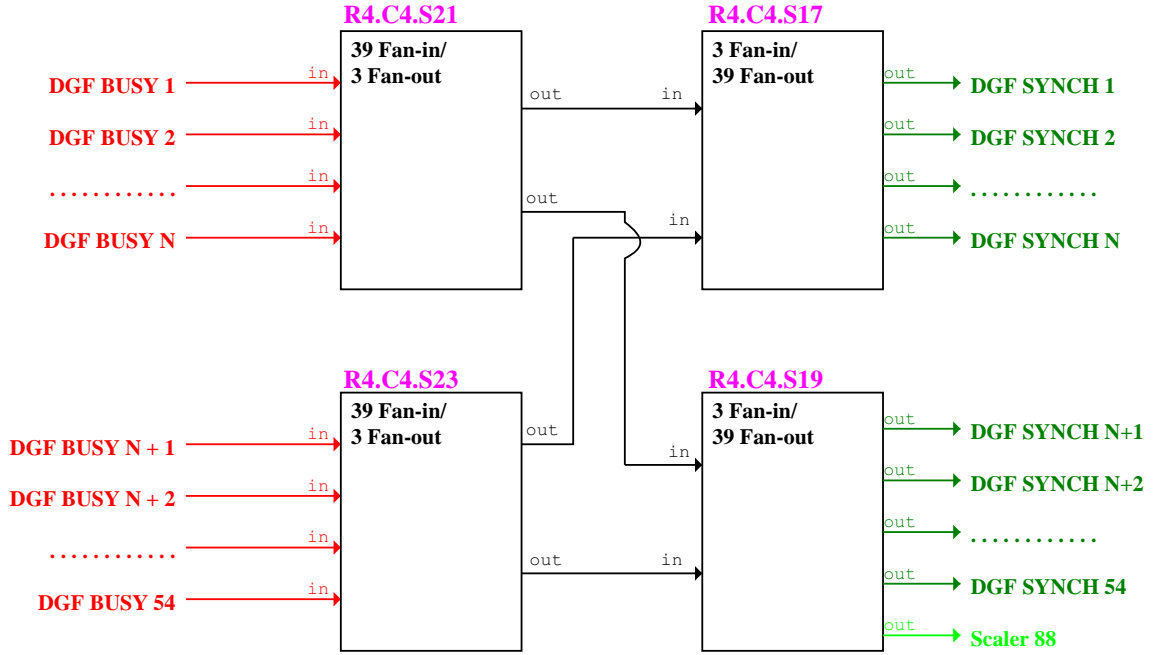 R4.C4.S21
39 Fan-in/
3 Fan-out
DGF BUSY 1
in
DGF BUSY 2
in
. . . . . . . . . . . .
in
DGF BUSY N
in
out
out
R4.C4.S17
3 Fan-in/
39 Fan-out
in
in
out
DGF SYNCH 1
out
DGF SYNCH 2
out
. . . . . . . . . . . .
out
DGF SYNCH N
R4.C4.S23
39 Fan-in/
3 Fan-out
DGF BUSY N + 1
in
DGF BUSY N + 2
in
. . . . . . . . . . . .
in
DGF BUSY 54
in
out
out
R4.C4.S19
3 Fan-in/
39 Fan-out
in
in
out
DGF SYNCH N+1
out
DGF SYNCH N+2
out
. . . . . . . . . . . .
out
DGF SYNCH 54
out
Scaler 88